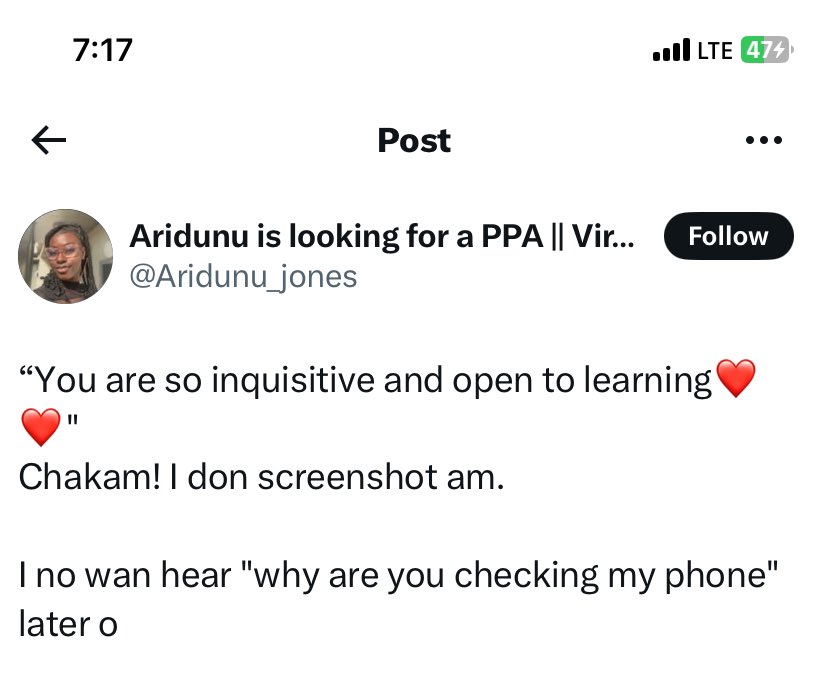 7:17 LTE 47
Post
Aridunu is looking for a PPA || Vir... Follow
@Aridunu_jones
“You are so inquisitive and open to learning❤️
❤️"
Chakam! I don screenshot am.
I no wan hear "why are you checking my phone"
later o